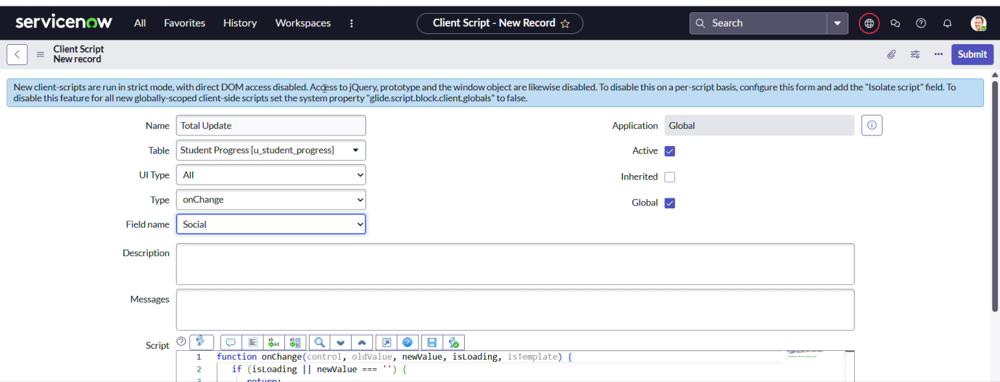 servicenow All Favorites History Workspaces Client Script - New Record Search
Client Script
New record
Submit
New client-scripts are run in strict mode, with direct DOM access disabled. Access to jQuery, prototype and the window object are likewise disabled. To disable this on a per-script basis, configure this form and add the "Isolate script" field. To
disable this feature for all new globally-scoped client-side scripts set the system property "glide.script.block.client.globals" to false.
Name Total Update Application Global
Table Student Progress [u_student_progress] Active
UI Type All Inherited
Type onChange Global
Field name Social
Description
Messages
Script
1 function onChange(control, oldValue, newValue, isLoading, isTemplate) {
2 if (isLoading || newValue === '') {
3 return;